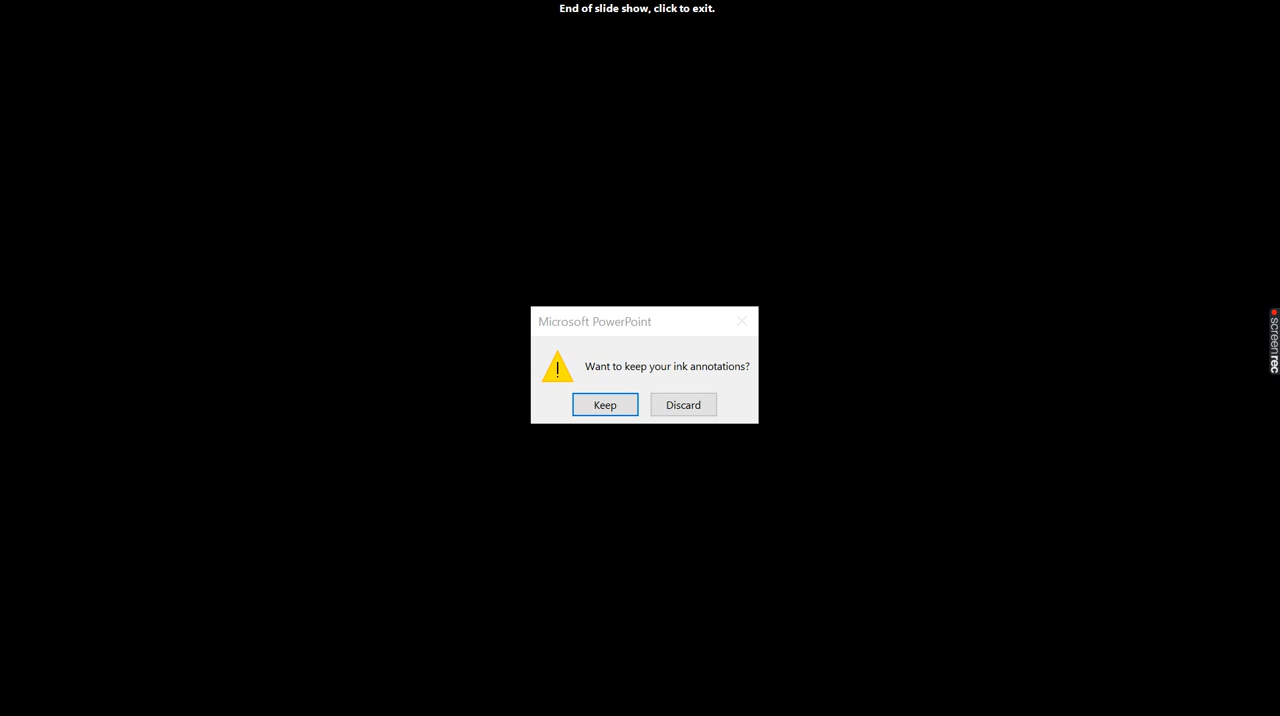 End of slide show, click to exit.
Microsoft PowerPoint
Want to keep your ink annotations?
Keep
Discard
screenrec